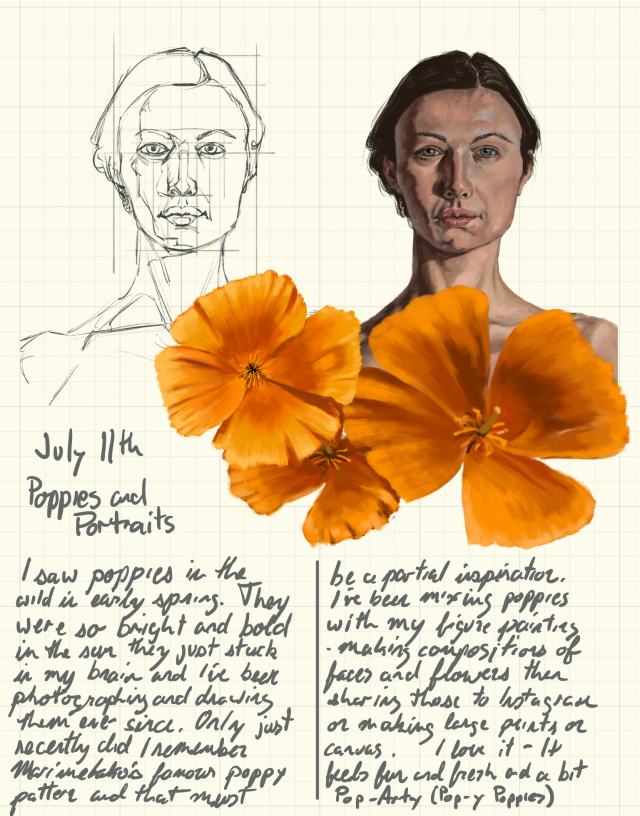 July 11th
Poppies and
Portraits
I saw poppies in the
wild in early spring. They
were so bright and bold
in the sun they just stuck
in my brain and I've been
photographing and drawing
them ever since. Only just
recently did I remember
Marimekko's famous poppy
pattern and that must
be a partial inspiration.
I've been mixing poppies
with my figure painting
- making compositions of
faces and flowers then
sharing those to Instagram
or making large prints on
canvas. I love it - It
feels fun and fresh and a bit
Pop-Arty (Pop-y Poppies)